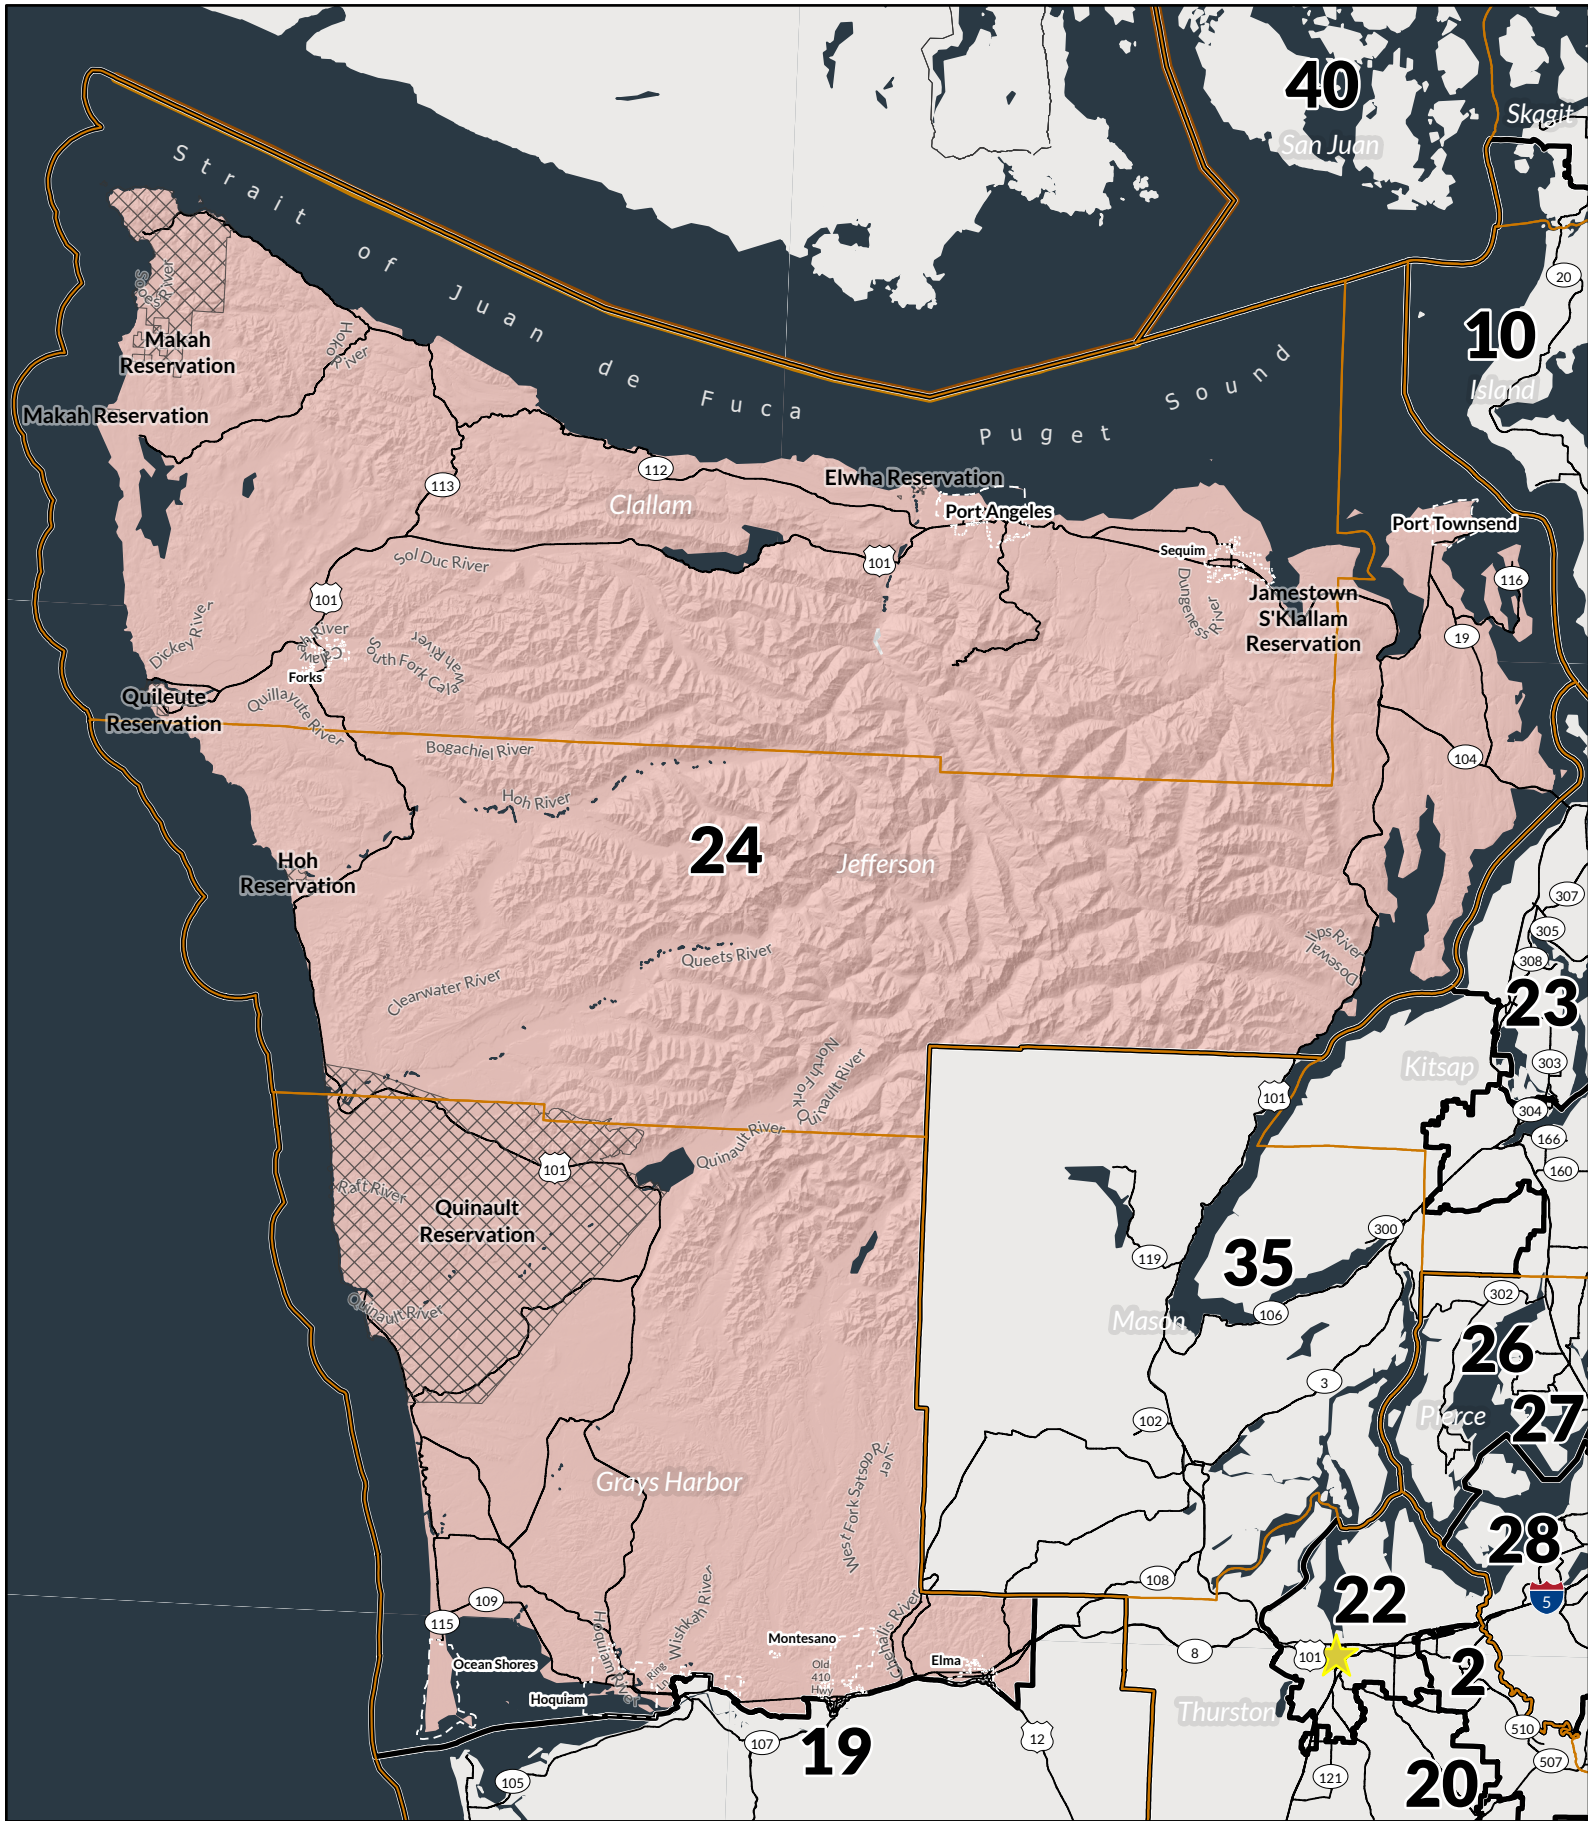 40
San Juan
Skagit
Strait of Juan de Fuca
Puget Sound
20
10
Island
Makah
Reservation
Hoko River
Makah Reservation
113
112
Clallam
Elwha Reservation
Port Angeles
Port Townsend
Sequim
101
116
Sol Duc River
101
Dungeness River
Jamestown
S'Klallam
Reservation
19
Dickey River
Forks
South Fork Calawah River
Quileute
Reservation
Quillayute River
Bogachiel River
104
Hoh River
24
Jefferson
Hoh
Reservation
307
305
308
Queets River
Dosewallips River
Clearwater River
23
303
Kitsap
North Fork Quinault River
101
304
166
160
Quinault River
101
Raft River
Quinault
Reservation
300
119
35
106
302
Quinault River
Mason
26
3
102
Pierce
27
Grays Harbor
West Fork Satsop River
28
108
22
5
109
115
Hoquiam River
Wishkah River
Chehalis River
Montesano
Ocean Shores
Old
410
Hwy
Elma
Ring Ln
8
101
2
Hoquiam
Thurston
510
12
107
19
507
121
105
20